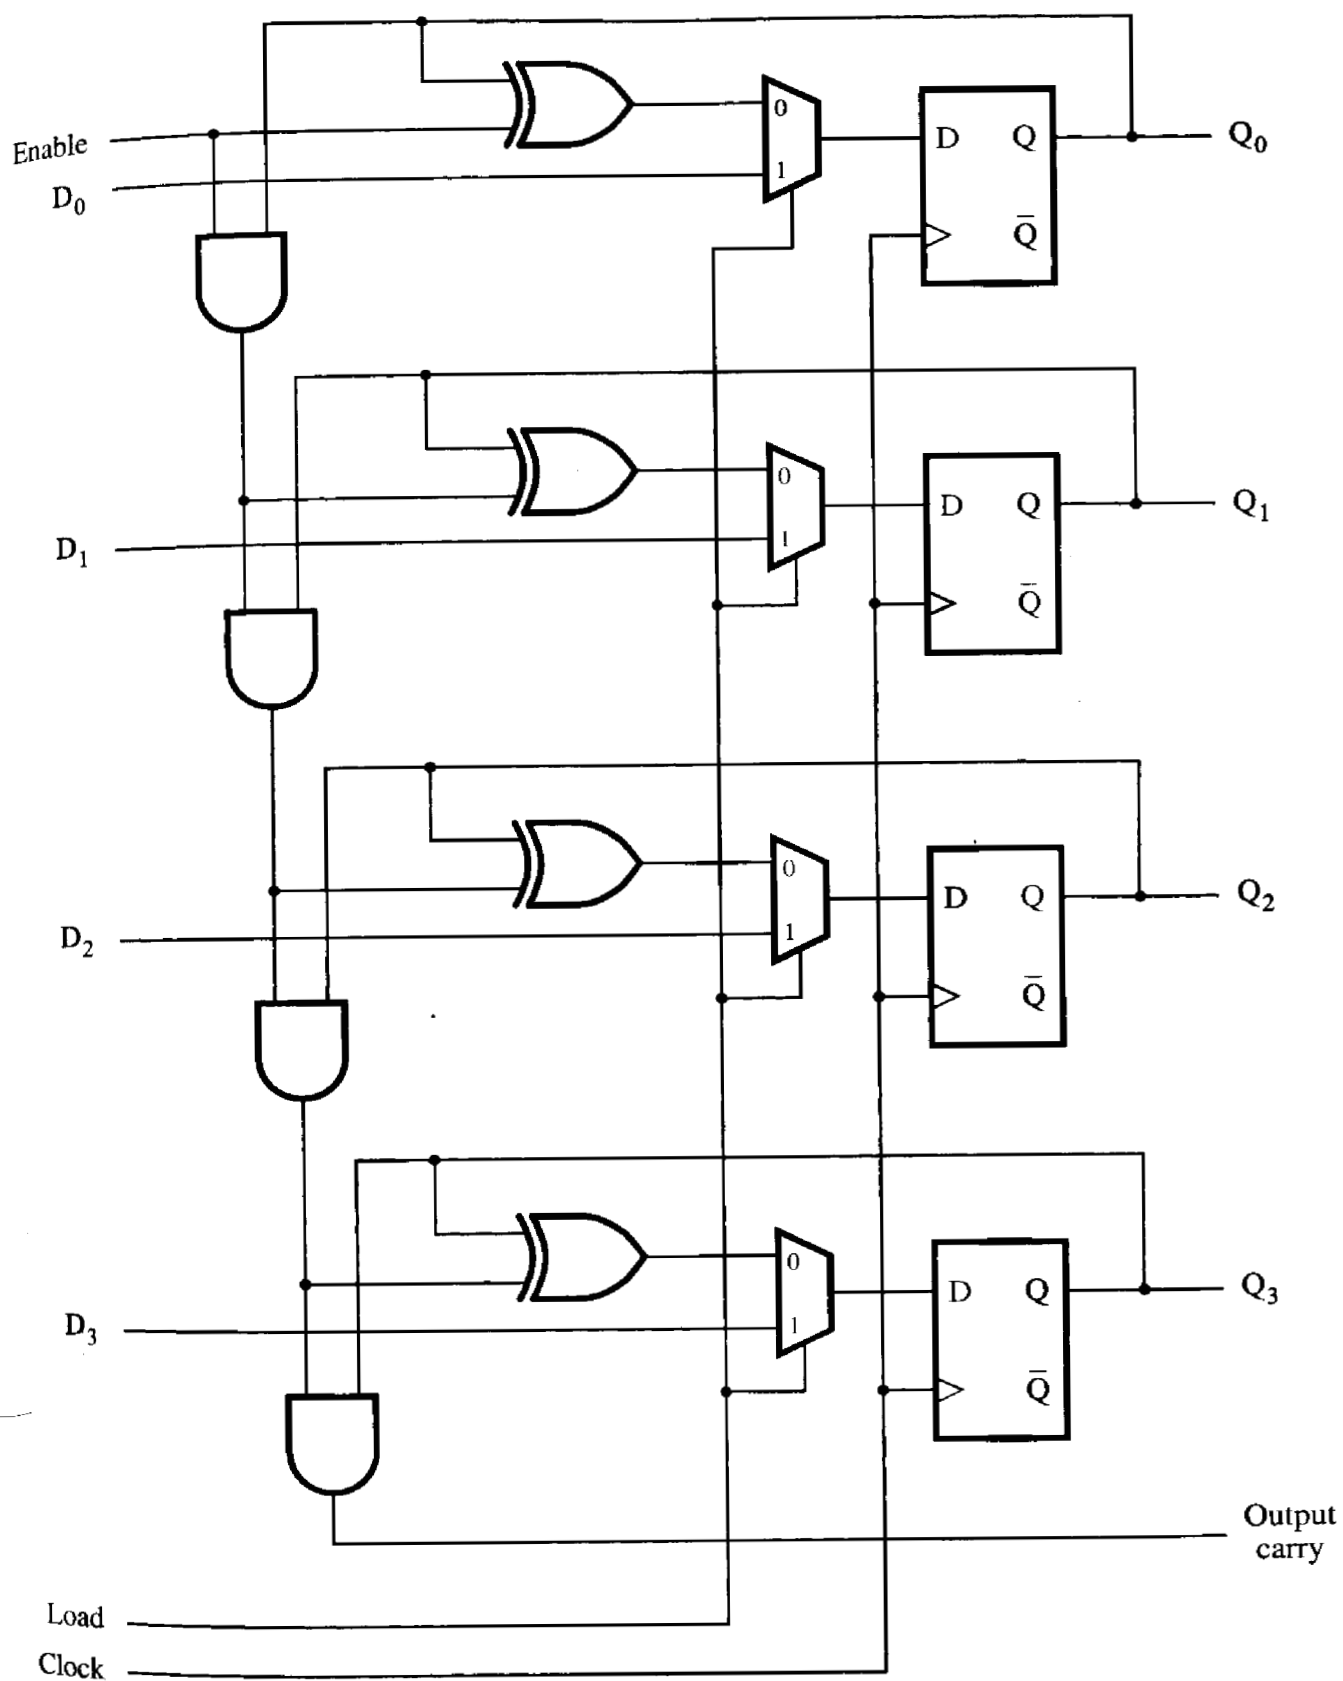 Enable
D0
0
1
D Q
Q̅
Q0
D1
0
1
D Q
Q̅
Q1
D2
0
1
D Q
Q̅
Q2
D3
0
1
D Q
Q̅
Q3
Output
carry
Load
Clock